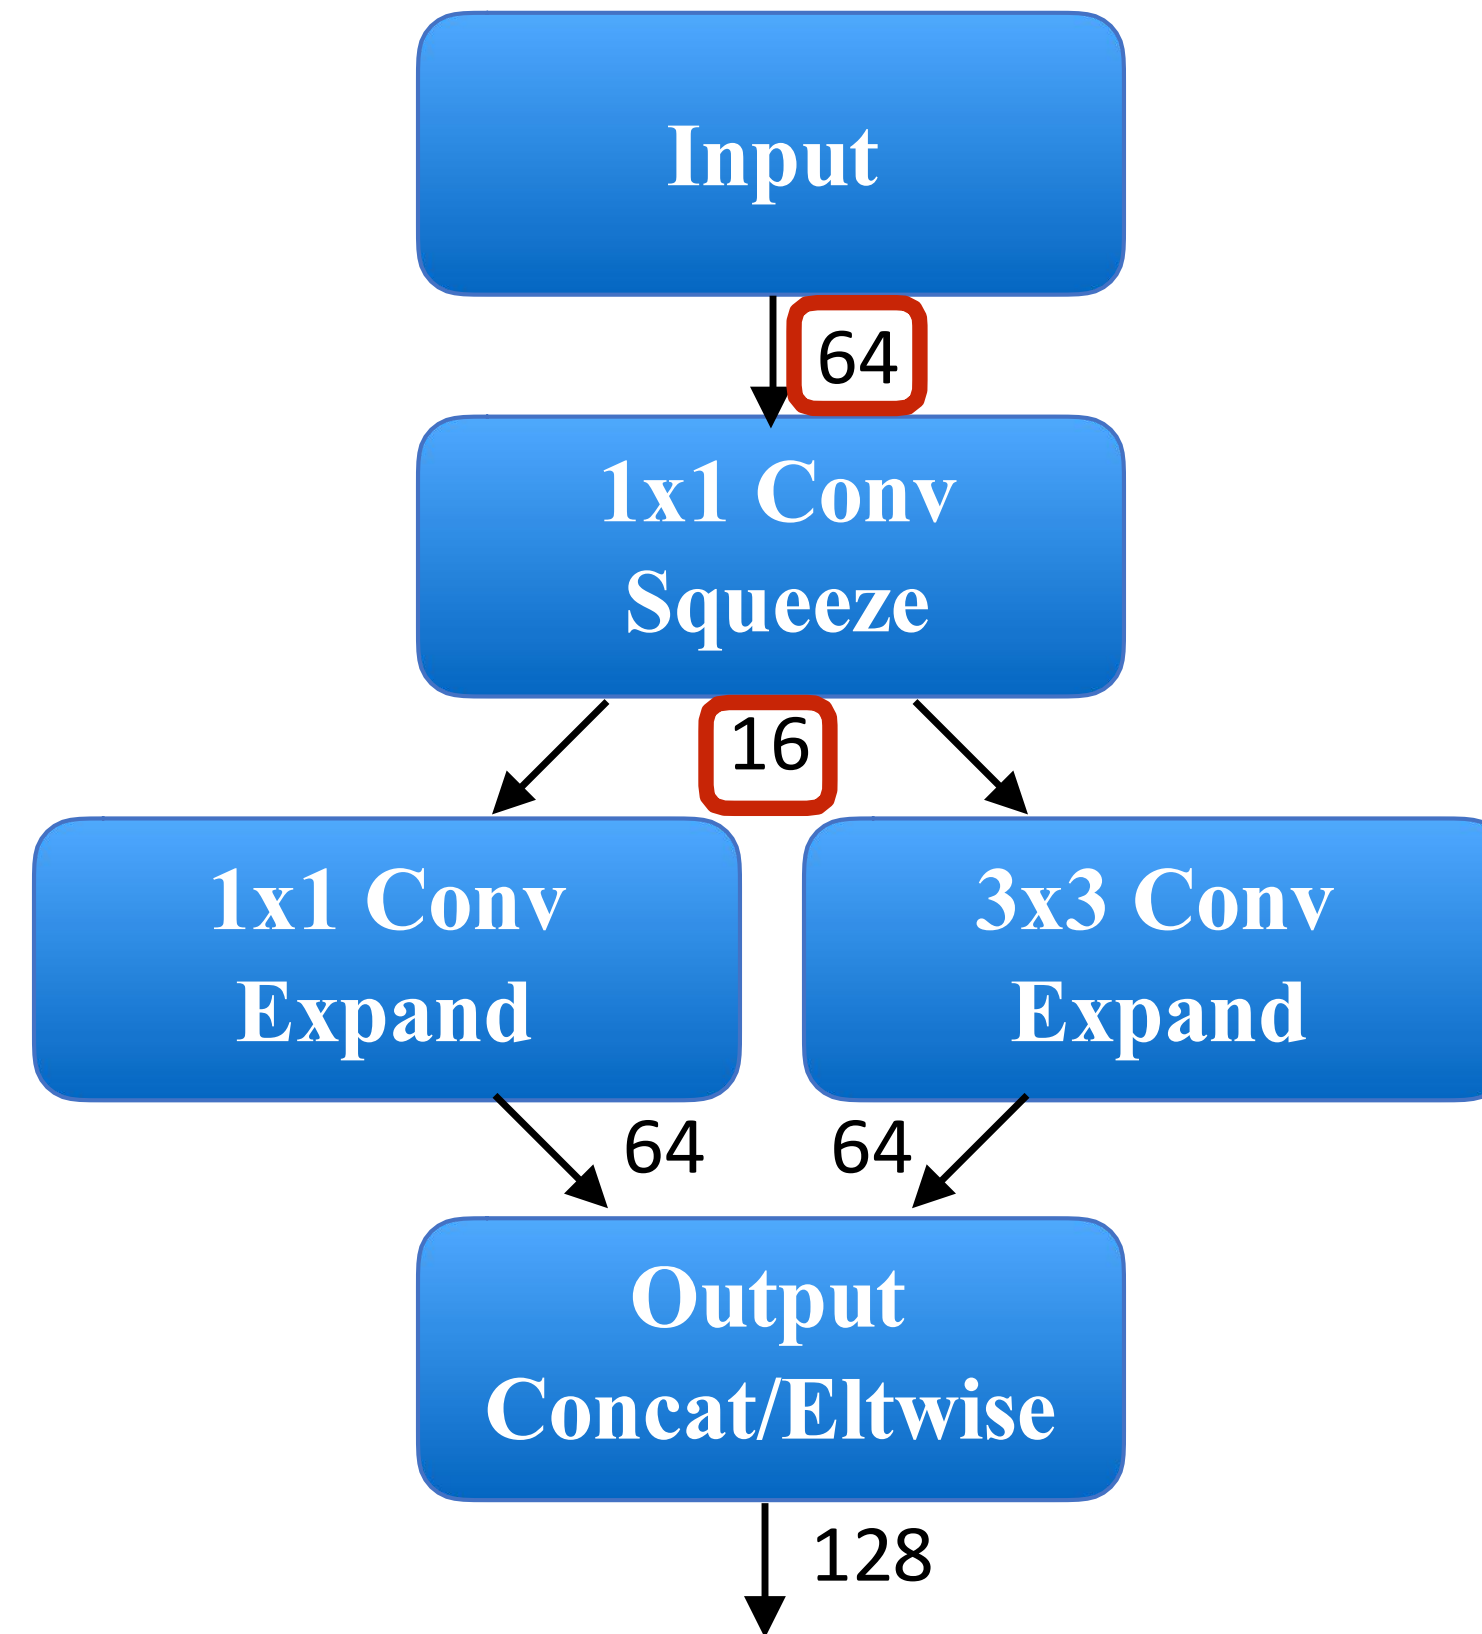 Input
64
1x1 Conv
Squeeze
16
1x1 Conv
Expand
3x3 Conv
Expand
64
64
Output
Concat/Eltwise
128